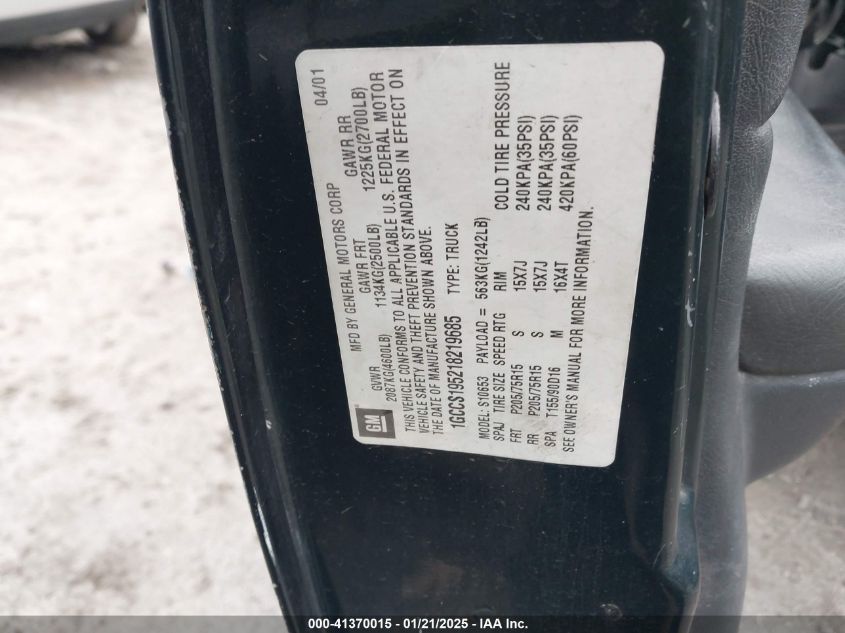 MFD BY GENERAL MOTORS CORP 04/01
GM GVWR GAWR FRT GAWR RR
2087KG(4600LB) 1134KG(2500LB) 1225KG(2700LB)
THIS VEHICLE CONFORMS TO ALL APPLICABLE U.S. FEDERAL MOTOR
VEHICLE SAFETY AND THEFT PREVENTION STANDARDS IN EFFECT ON
THE DATE OF MANUFACTURE SHOWN ABOVE.
1GCCS195218219685 TYPE: TRUCK
MODEL: S10653 PAYLOAD = 563KG(1242LB)
SPAJ TIRE SIZE SPEED RTG RIM COLD TIRE PRESSURE
FRT P205/75R15 S 15X7J 240KPA(35PSI)
RR P205/75R15 S 15X7J 240KPA(35PSI)
SPA T155/90D16 M 16X4T 420KPA(60PSI)
SEE OWNER'S MANUAL FOR MORE INFORMATION.
000-41370015 - 01/21/2025 - IAA Inc.